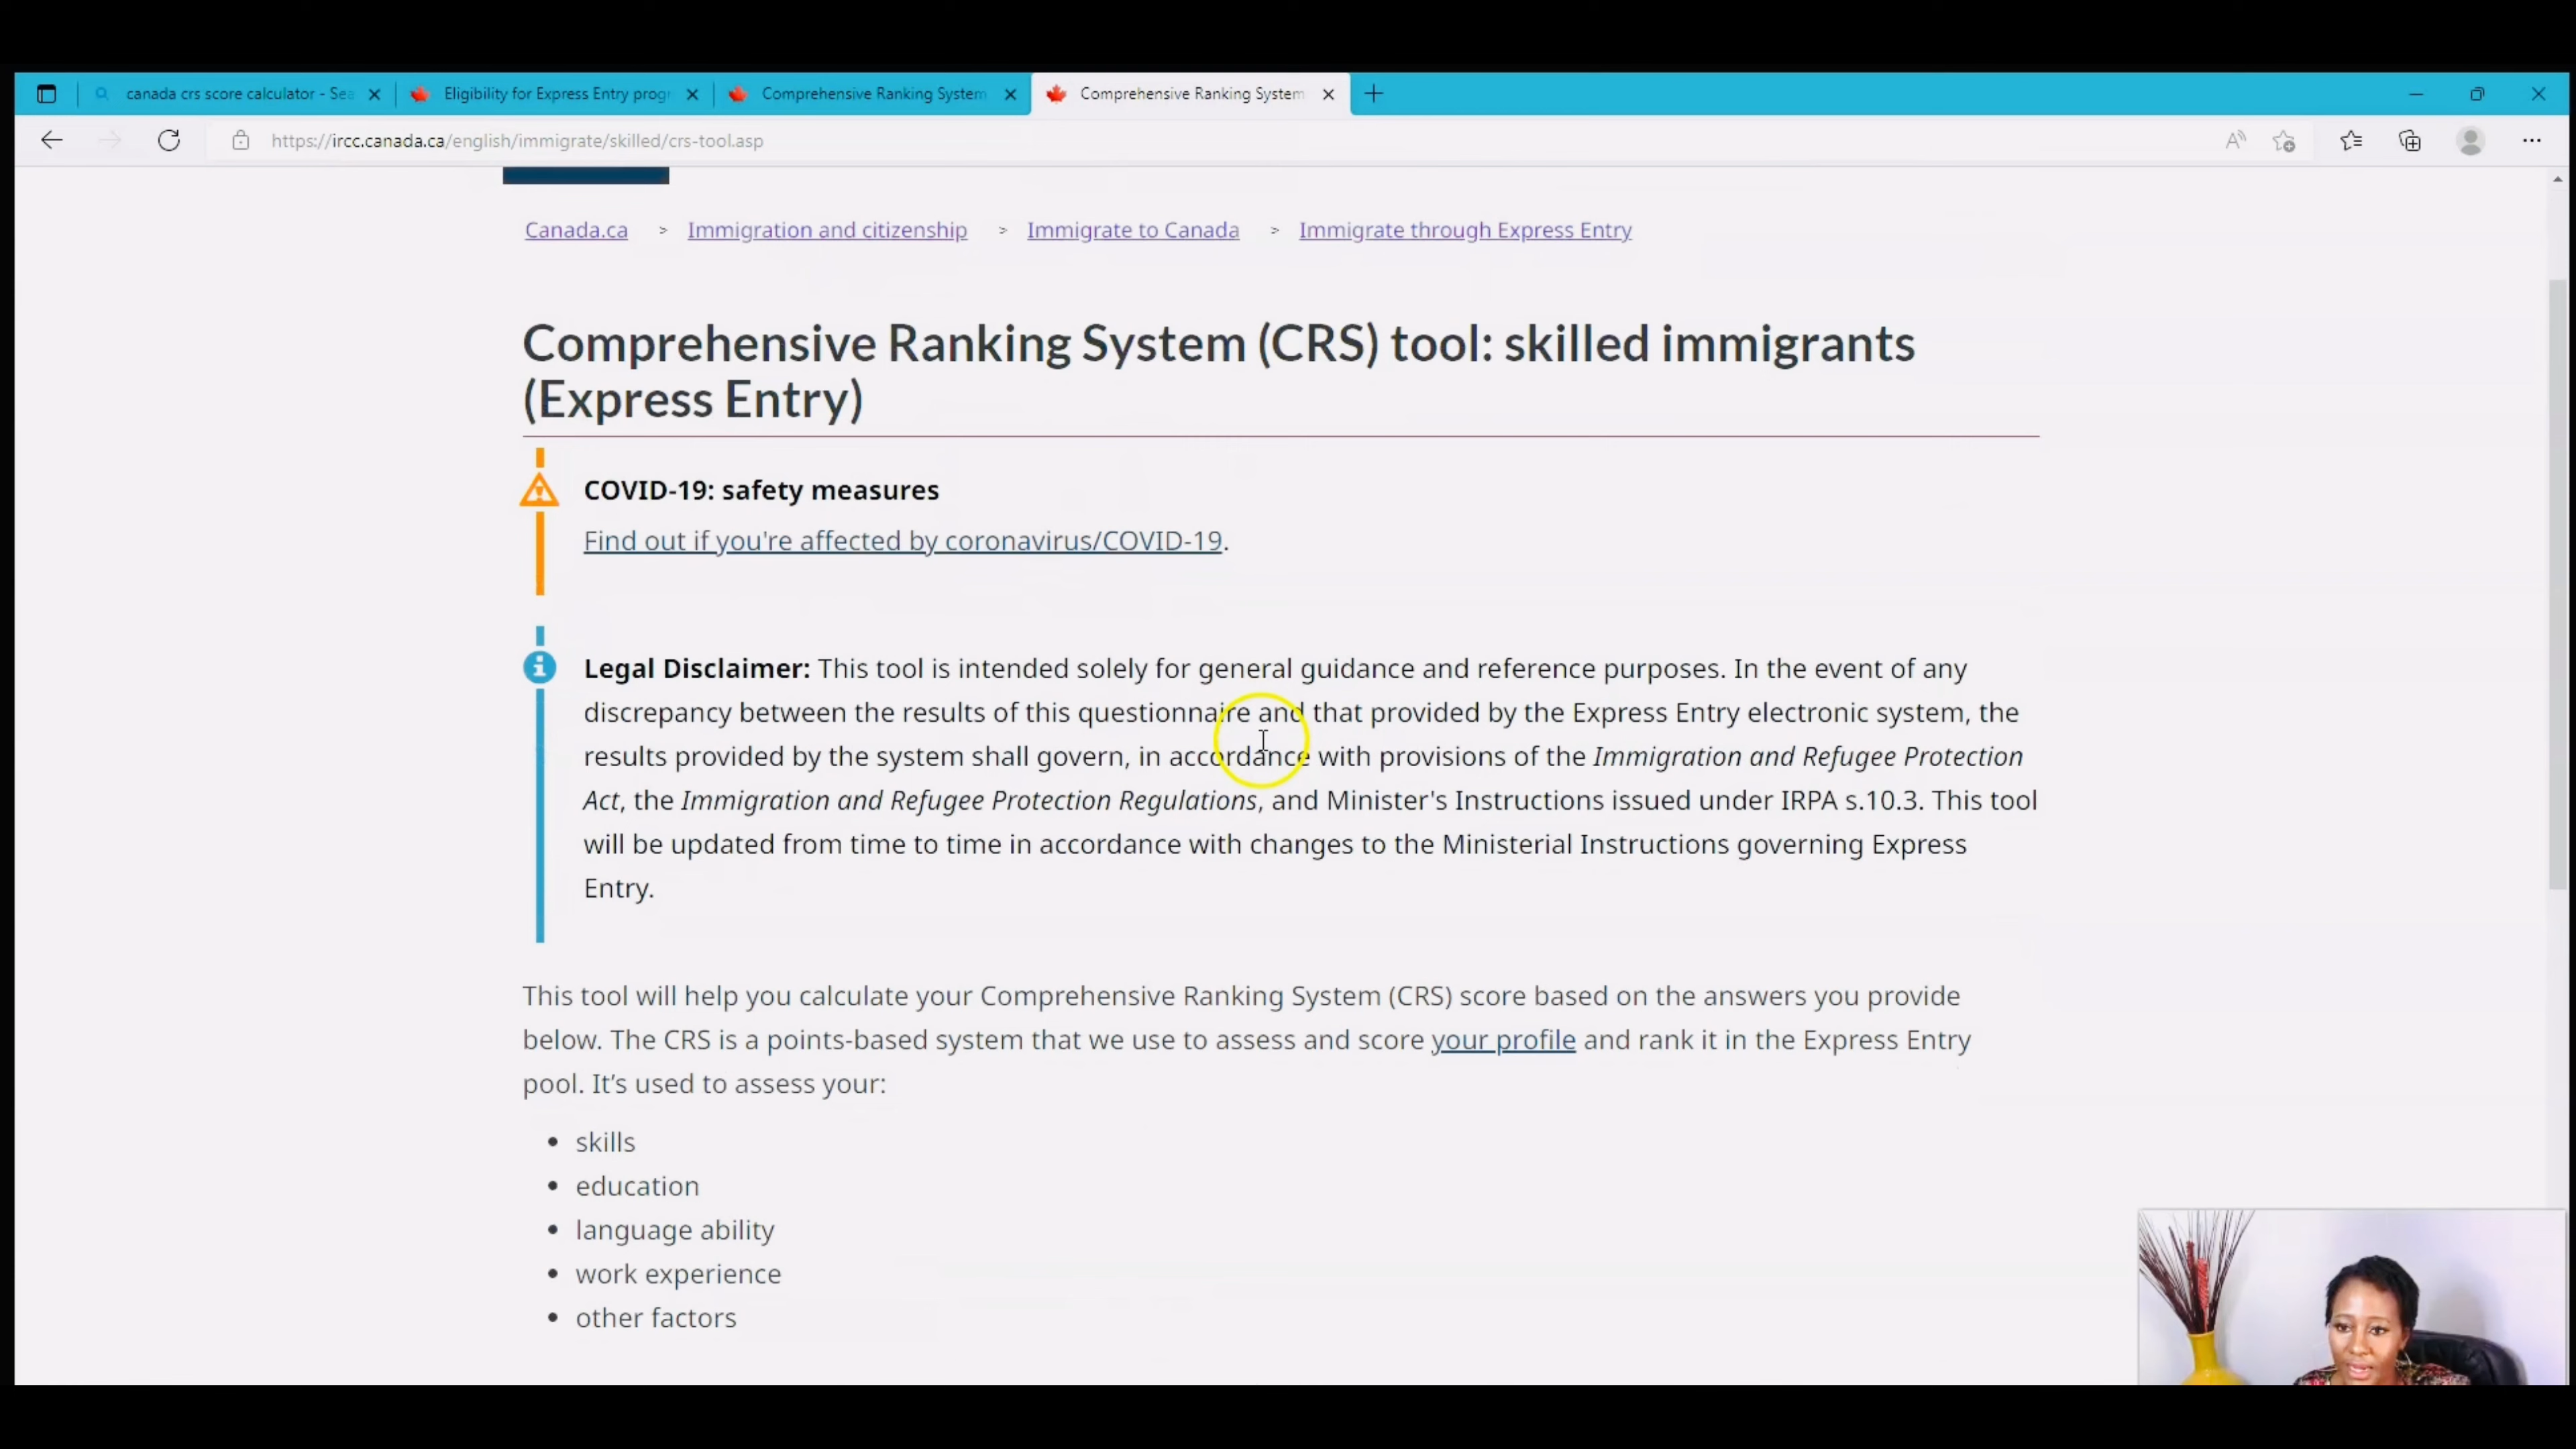 canada crs score calculator - Sea
Eligibility for Express Entry progr
Comprehensive Ranking System
Comprehensive Ranking System
https://ircc.canada.ca/english/immigrate/skilled/crs-tool.asp
Canada.ca > Immigration and citizenship > Immigrate to Canada > Immigrate through Express Entry
Comprehensive Ranking System (CRS) tool: skilled immigrants
(Express Entry)
COVID-19: safety measures
Find out if you're affected by coronavirus/COVID-19.
Legal Disclaimer: This tool is intended solely for general guidance and reference purposes. In the event of any
discrepancy between the results of this questionnaire and that provided by the Express Entry electronic system, the
results provided by the system shall govern, in accordance with provisions of the Immigration and Refugee Protection
Act, the Immigration and Refugee Protection Regulations, and Minister's Instructions issued under IRPA s.10.3. This tool
will be updated from time to time in accordance with changes to the Ministerial Instructions governing Express
Entry.
This tool will help you calculate your Comprehensive Ranking System (CRS) score based on the answers you provide
below. The CRS is a points-based system that we use to assess and score your profile and rank it in the Express Entry
pool. It’s used to assess your:
• skills
• education
• language ability
• work experience
• other factors